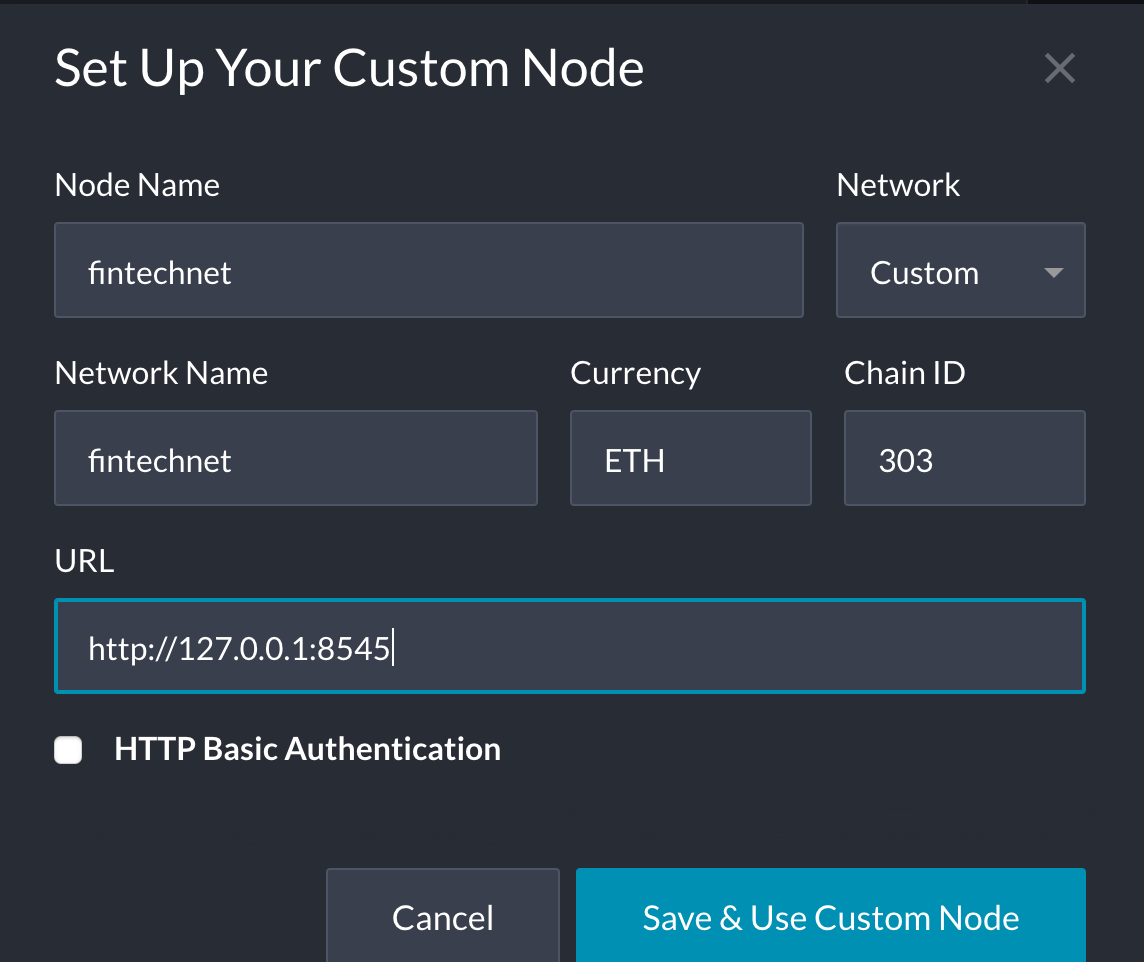 Set Up Your Custom Node
Node Name
Network
fintechnet
Custom
Network Name
Currency
Chain ID
fintechnet
ETH
303
URL
http://127.0.0.1:8545
HTTP Basic Authentication
Cancel
Save & Use Custom Node